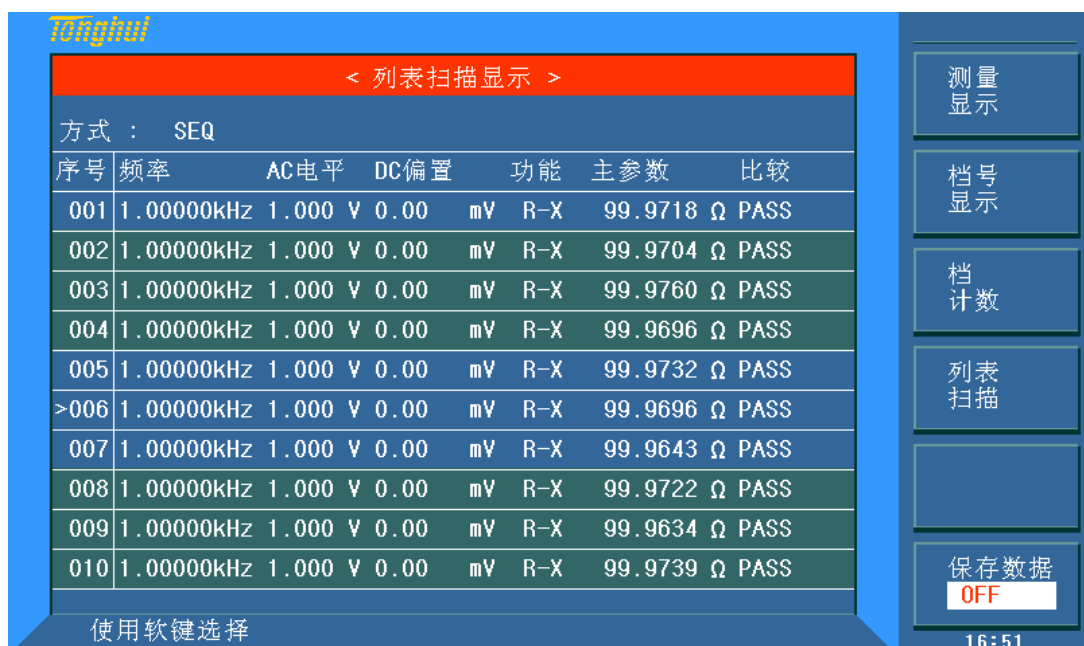 Tonghui
< 列表扫描显示 >
方式 : SEQ
序号 频率 AC电平 DC偏置 功能 主参数 比较
001 1.00000kHz 1.000 V 0.00 mV R-X 99.9718 Ω PASS
002 1.00000kHz 1.000 V 0.00 mV R-X 99.9704 Ω PASS
003 1.00000kHz 1.000 V 0.00 mV R-X 99.9760 Ω PASS
004 1.00000kHz 1.000 V 0.00 mV R-X 99.9696 Ω PASS
005 1.00000kHz 1.000 V 0.00 mV R-X 99.9732 Ω PASS
>006 1.00000kHz 1.000 V 0.00 mV R-X 99.9696 Ω PASS
007 1.00000kHz 1.000 V 0.00 mV R-X 99.9643 Ω PASS
008 1.00000kHz 1.000 V 0.00 mV R-X 99.9722 Ω PASS
009 1.00000kHz 1.000 V 0.00 mV R-X 99.9634 Ω PASS
010 1.00000kHz 1.000 V 0.00 mV R-X 99.9739 Ω PASS
使用软键选择
测量
显示
档号
显示
档
计数
列表
扫描
保存数据
OFF
16:51